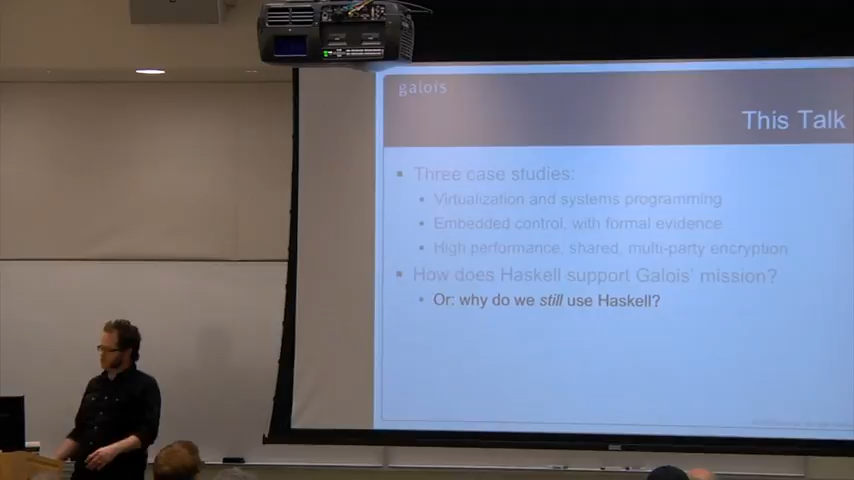 galois
This Talk
Three case studies:
Virtualization and systems programming
Embedded control, with formal evidence
High performance, shared, multi-party encryption
How does Haskell support Galois' mission?
Or: why do we still use Haskell?